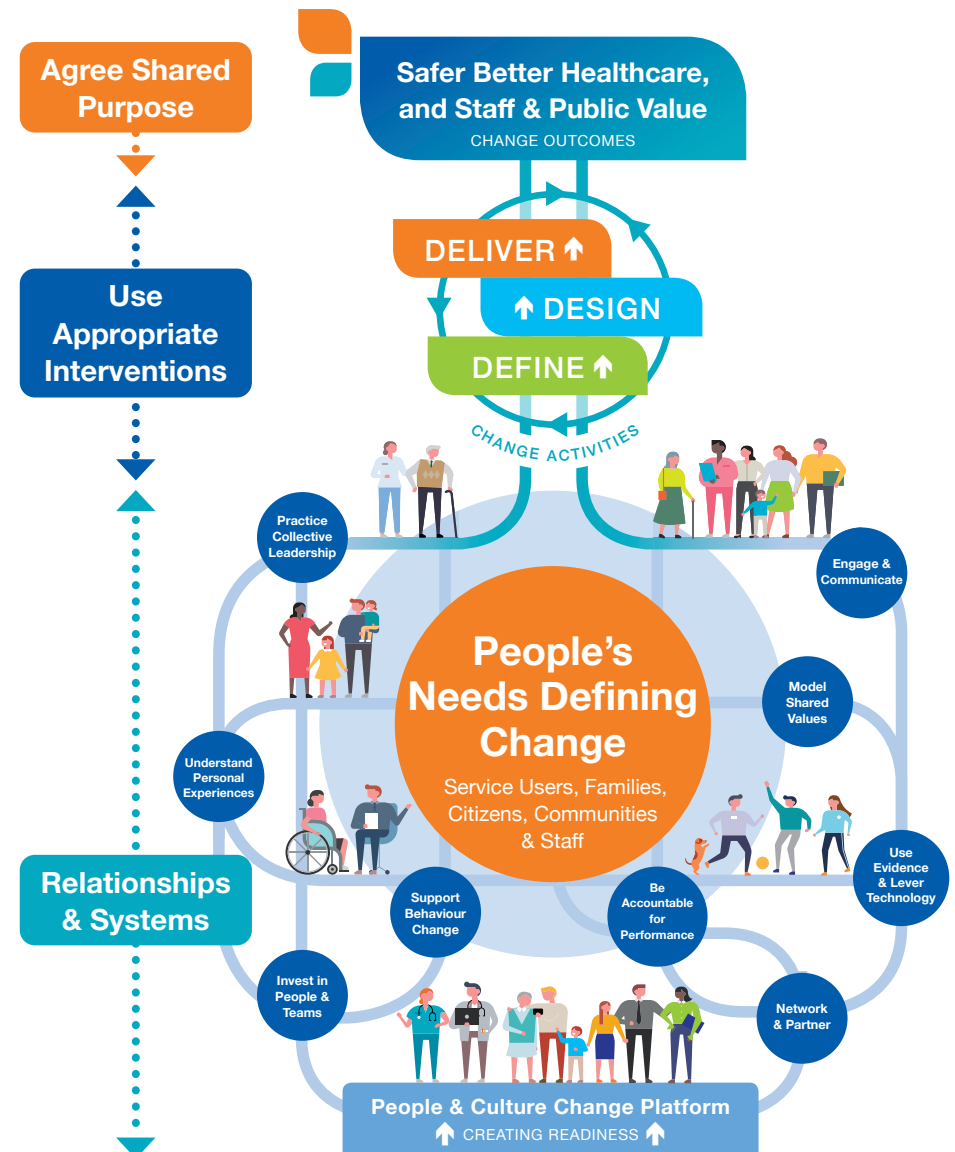 Agree Shared
Purpose
Safer Better Healthcare,
and Staff & Public Value
CHANGE OUTCOMES
DELIVER
DESIGN
DEFINE
CHANGE ACTIVITIES
Use
Appropriate
Interventions
Practice
Collective
Leadership
Engage &
Communicate
People's
Needs Defining
Change
Service Users, Families,
Citizens, Communities
& Staff
Model
Shared
Values
Understand
Personal
Experiences
Relationships
& Systems
Support
Behaviour
Change
Be
Accountable
for
Performance
Use
Evidence
& Lever
Technology
Invest in
People &
Teams
Network
& Partner
People & Culture Change Platform
CREATING READINESS